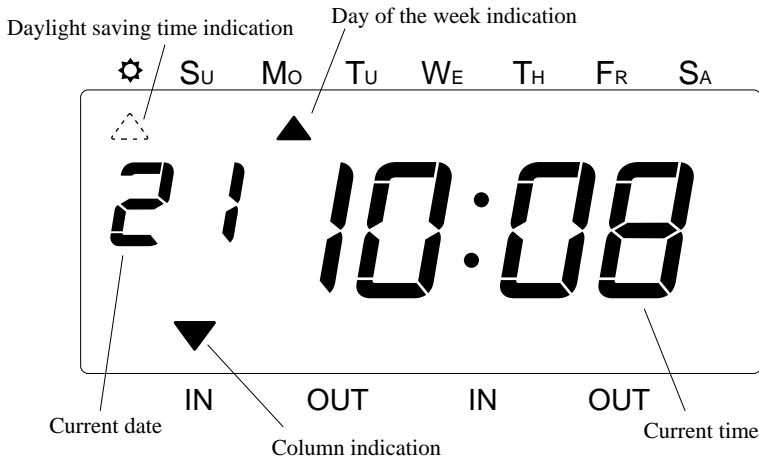 Day of the week indication
Daylight saving time indication
SU MO TU WE TH FR SA
21 10:08
IN OUT IN OUT
Current date
Current time
Column indication